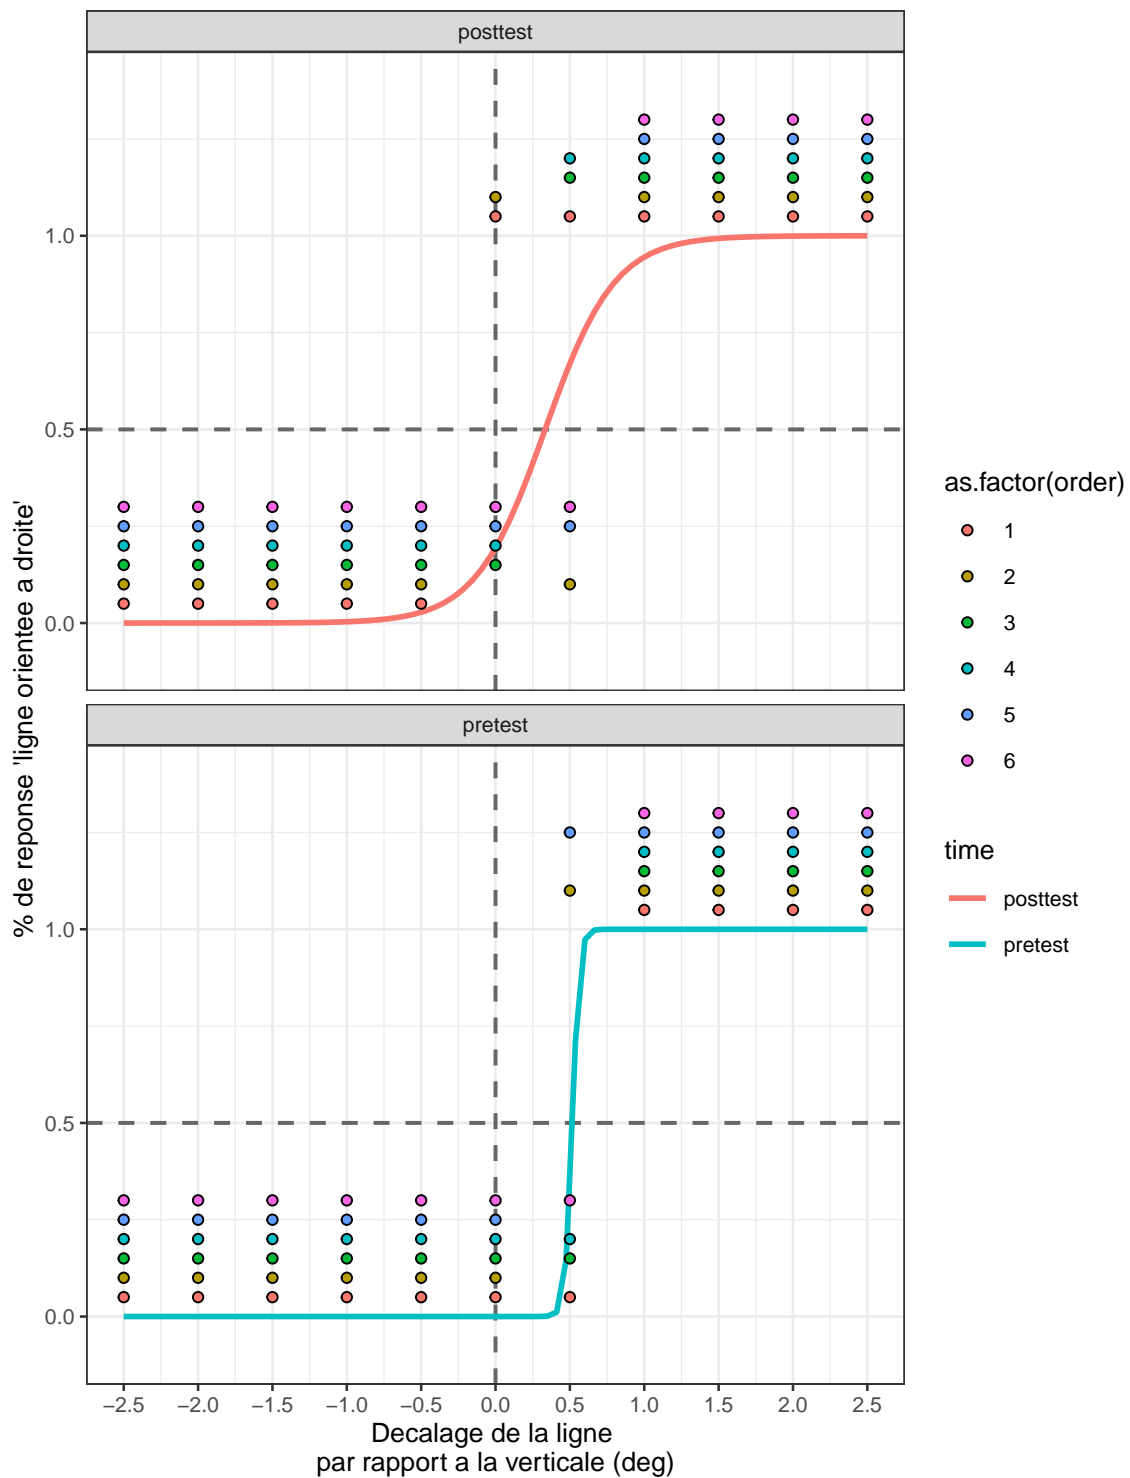 posttest
1.0
0.5
0.0
pretest
1.0
0.5
0.0
−2.5 −2.0 −1.5 −1.0 −0.5 0.0 0.5 1.0 1.5 2.0 2.5
Decalage de la ligne
par rapport a la verticale (deg)
% de reponse 'ligne orientee a droite'
as.factor(order)
1
2
3
4
5
6
time
posttest
pretest